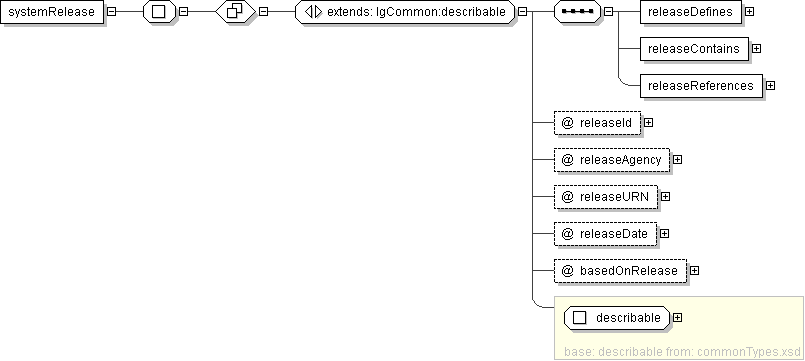 systemRelease
extends: lgCommon:describable
releaseDefines
releaseContains
releaseReferences
@ releaseId
@ releaseAgency
@ releaseURN
@ releaseDate
@ basedOnRelease
describable
base: describable from: commonTypes.xsd